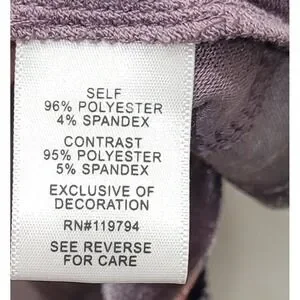 SELF
96% POLYESTER
4% SPANDEX
CONTRAST
95% POLYESTER
5% SPANDEX
EXCLUSIVE OF
DECORATION
RN#119794
SEE REVERSE
FOR CARE